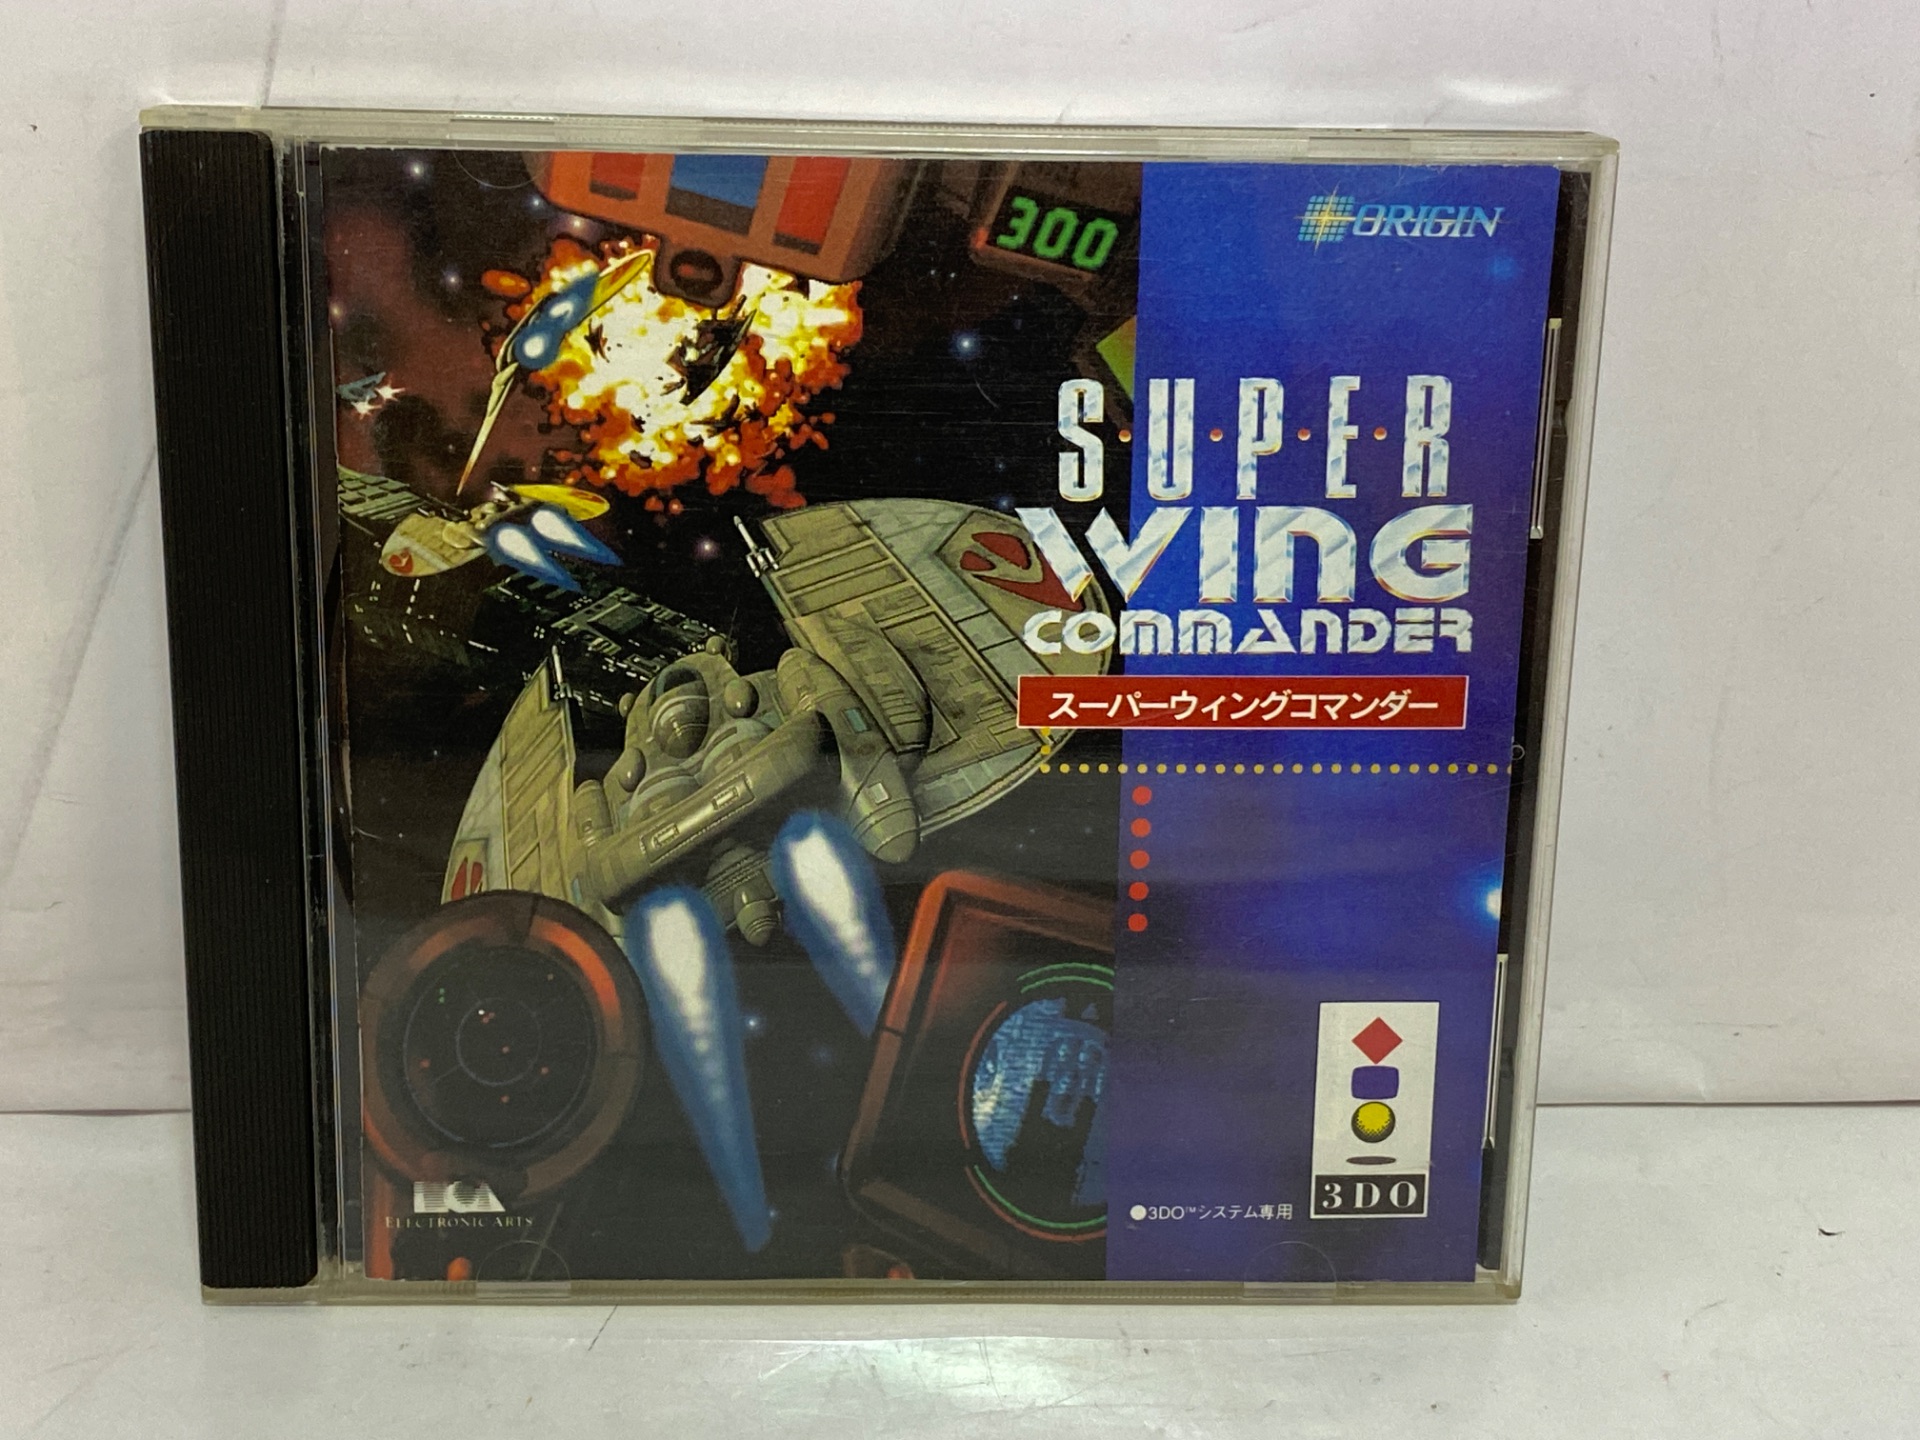 300
ORIGIN
S·U·P·E·R
WING
COMMANDER
スーパーウィングコマンダー
●3DO™システム専用
3DO
EA
ELECTRONIC ARTS